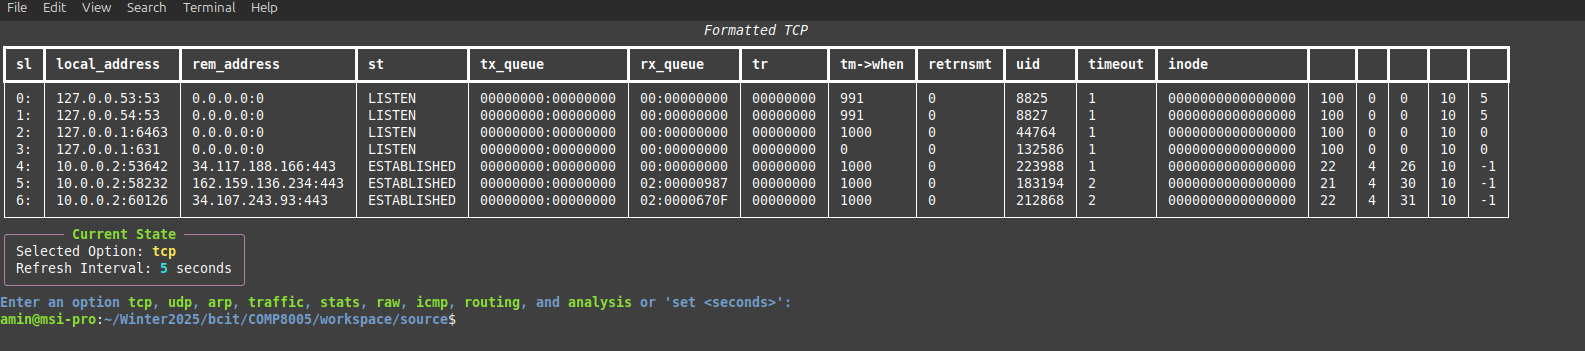 File Edit View Search Terminal Help
Formatted TCP
sl local_address rem_address st tx_queue rx_queue tr tm->when retrnsmt uid timeout inode
0: 127.0.0.53:53 0.0.0.0:0 LISTEN 00000000:00000000 00:00000000 00000000 991 0 8825 1 0000000000000000 100 0 0 10 5
1: 127.0.0.54:53 0.0.0.0:0 LISTEN 00000000:00000000 00:00000000 00000000 991 0 8827 1 0000000000000000 100 0 0 10 5
2: 127.0.0.1:6463 0.0.0.0:0 LISTEN 00000000:00000000 00:00000000 00000000 1000 0 44764 1 0000000000000000 100 0 0 10 0
3: 127.0.0.1:631 0.0.0.0:0 LISTEN 00000000:00000000 00:00000000 00000000 0 0 132586 1 0000000000000000 100 0 0 10 0
4: 10.0.0.2:53642 34.117.188.166:443 ESTABLISHED 00000000:00000000 00:00000000 00000000 1000 0 223988 1 0000000000000000 22 4 26 10 -1
5: 10.0.0.2:58232 162.159.136.234:443 ESTABLISHED 00000000:00000000 02:00000987 00000000 1000 0 183194 2 0000000000000000 21 4 30 10 -1
6: 10.0.0.2:60126 34.107.243.93:443 ESTABLISHED 00000000:00000000 02:0000670F 00000000 1000 0 212868 2 0000000000000000 22 4 31 10 -1
Current State
Selected Option: tcp
Refresh Interval: 5 seconds
Enter an option tcp, udp, arp, traffic, stats, raw, icmp, routing, and analysis or 'set <seconds>':
amin@msi-pro:~/Winter2025/bcit/COMP8005/workspace/source$